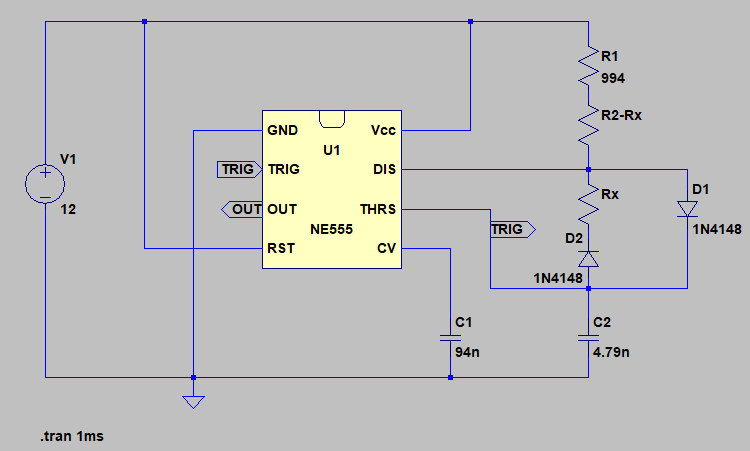 R1
994
R2-Rx
GND
Vcc
U1
V1
TRIG
TRIG
DIS
D1
12
OUT
OUT
THRS
Rx
TRIG
NE555
1N4148
RST
CV
D2
1N4148
C1
94n
C2
4.79n
.tran 1ms